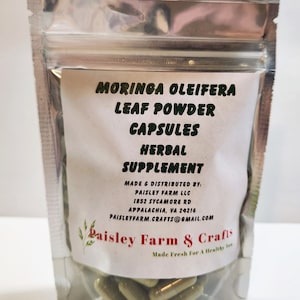 MORINGA OLEIFERA
LEAF POWDER
CAPSULES
HERBAL
SUPPLEMENT
MADE & DISTRIBUTED BY:
PAISLEY FARM LLC
1832 SYCAMORE RD
APPALACHIA, VA 24216
PAISLEYFARM.CRAFTS@GMAIL.COM
Paisley Farm & Crafts
Made Fresh For A Healthy You